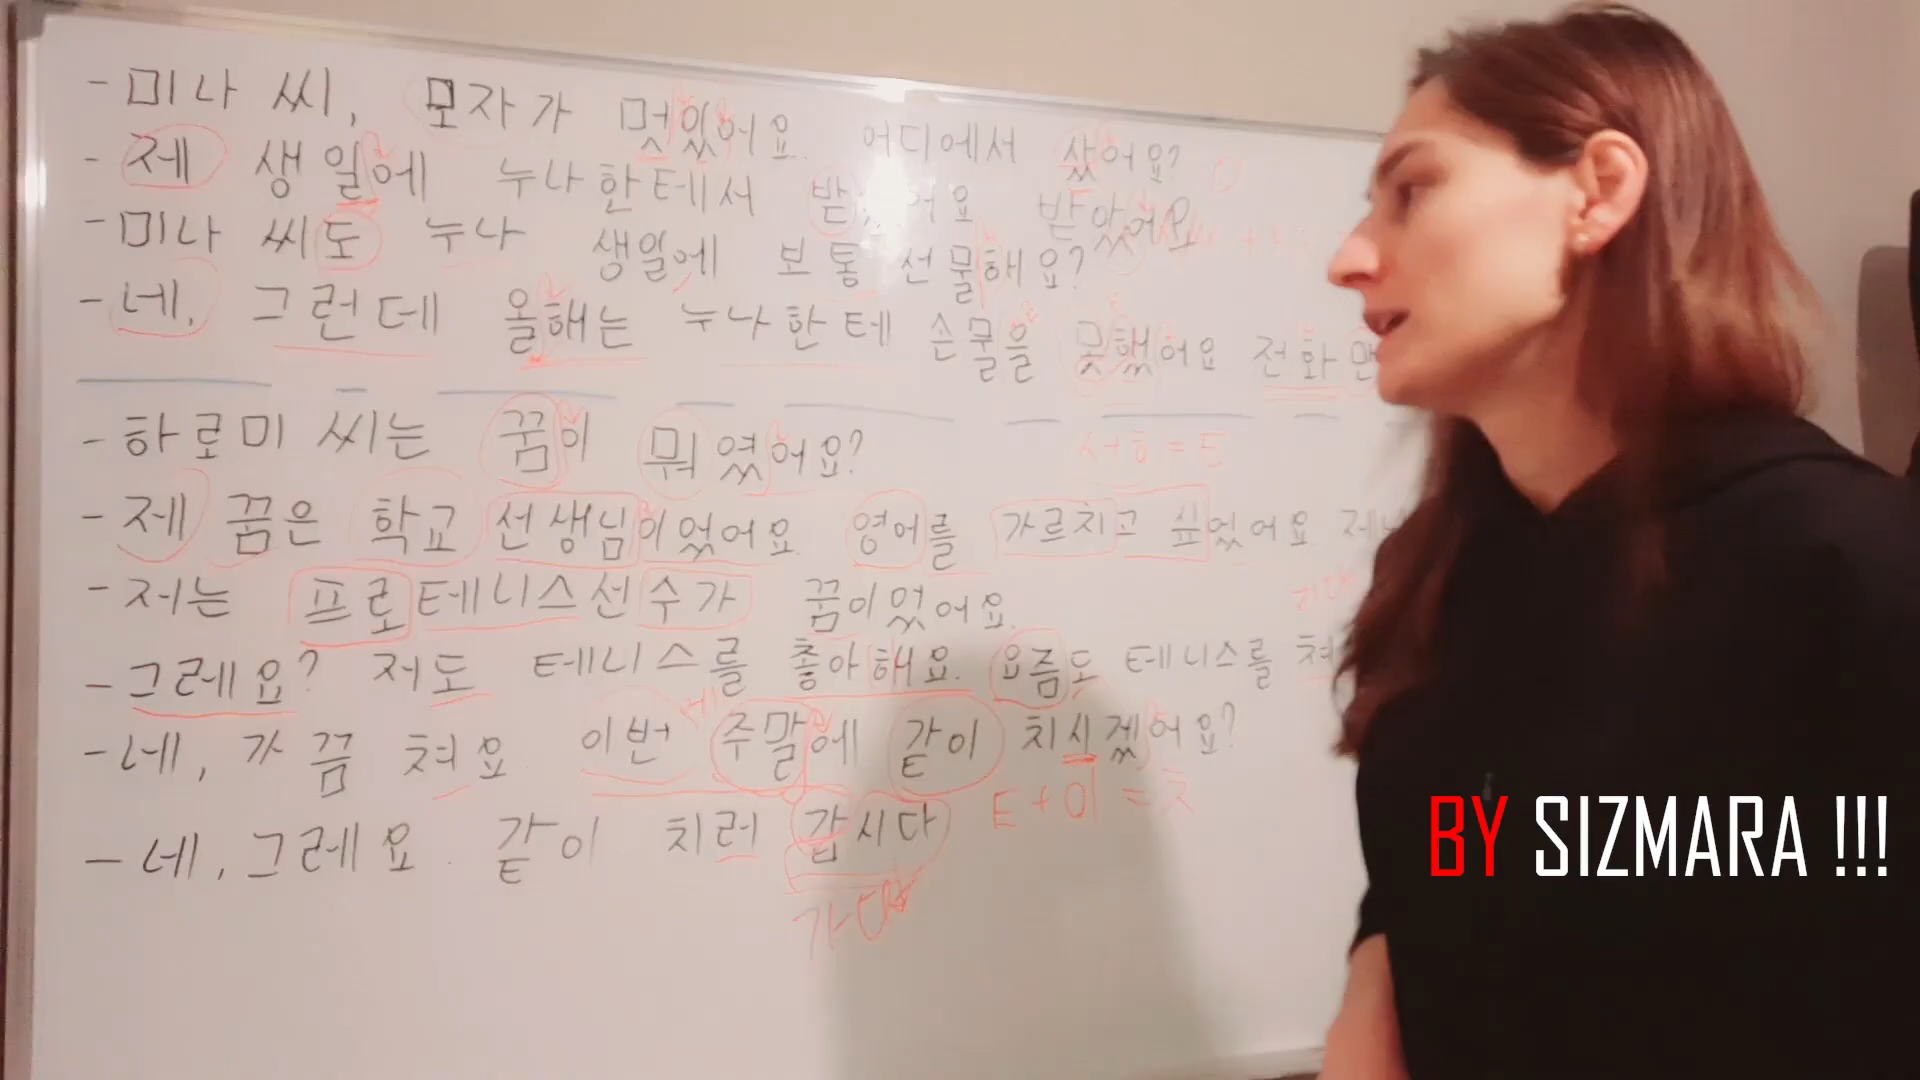 - 미나 씨, 모자가 멋있어요. 어디에서 샀어요?
- 제 생일에 누나한테서 받았어요 받았어요
- 미나 씨도 누나 생일에 보통 선물해요?
- 네, 그런데 올해는 누나한테 손물을 못했어요 전화만
- 하로미 씨는 꿈이 뭐였어요?
ㅅ+ㅎ=ㅌ
- 제 꿈은 학교 선생님이었어요. 영어를 가르치고 싶었어요
- 저는 프로테니스선수가 꿈이었어요.
- 그레요? 저도 테니스를 좋아해요. 요즘도 테니스를 쳐
- 네, 가끔 쳐요 이번 주말에 같이 치시겠어요?
ㅌ+이=치
- 네, 그레요. 같이 치러 갑시다
가다
BY SIZMARA !!!